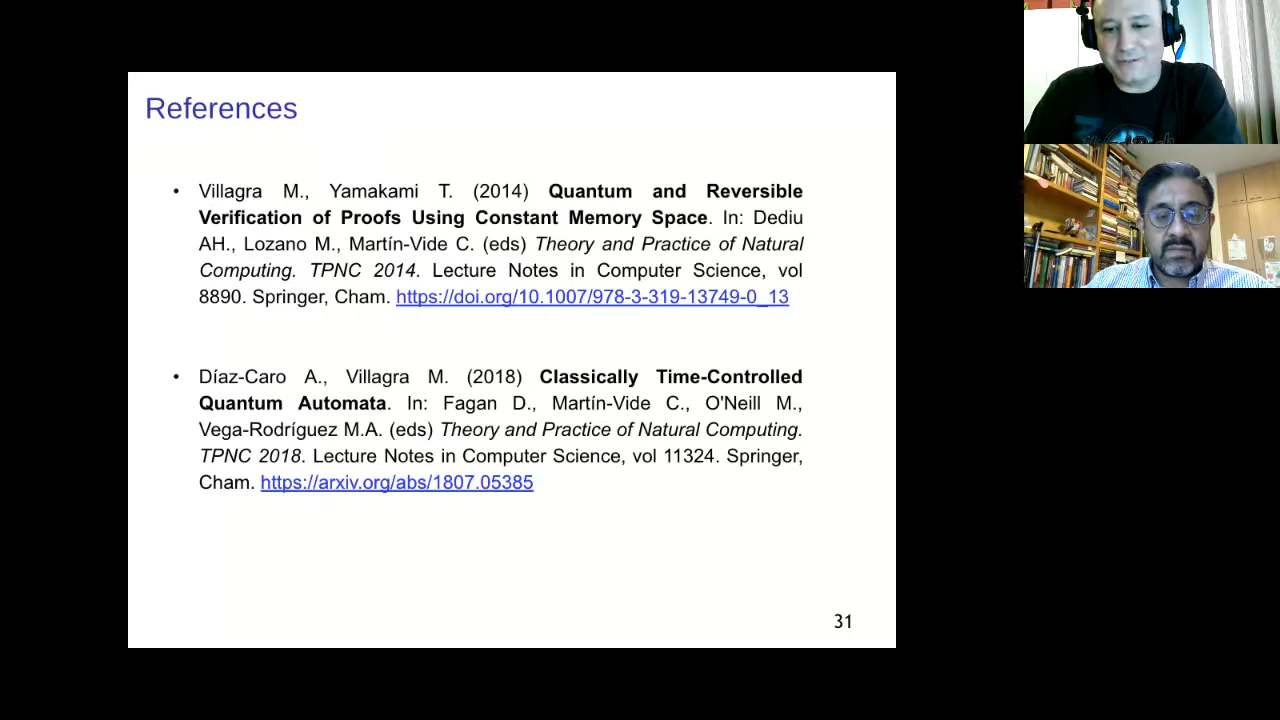 References
• Villagra M., Yamakami T. (2014) Quantum and Reversible
Verification of Proofs Using Constant Memory Space. In: Dediu
AH., Lozano M., Martín-Vide C. (eds) Theory and Practice of Natural
Computing. TPNC 2014. Lecture Notes in Computer Science, vol
8890. Springer, Cham. https://doi.org/10.1007/978-3-319-13749-0_13
• Díaz-Caro A., Villagra M. (2018) Classically Time-Controlled
Quantum Automata. In: Fagan D., Martín-Vide C., O'Neill M.,
Vega-Rodríguez M.A. (eds) Theory and Practice of Natural Computing.
TPNC 2018. Lecture Notes in Computer Science, vol 11324. Springer,
Cham. https://arxiv.org/abs/1807.05385
31